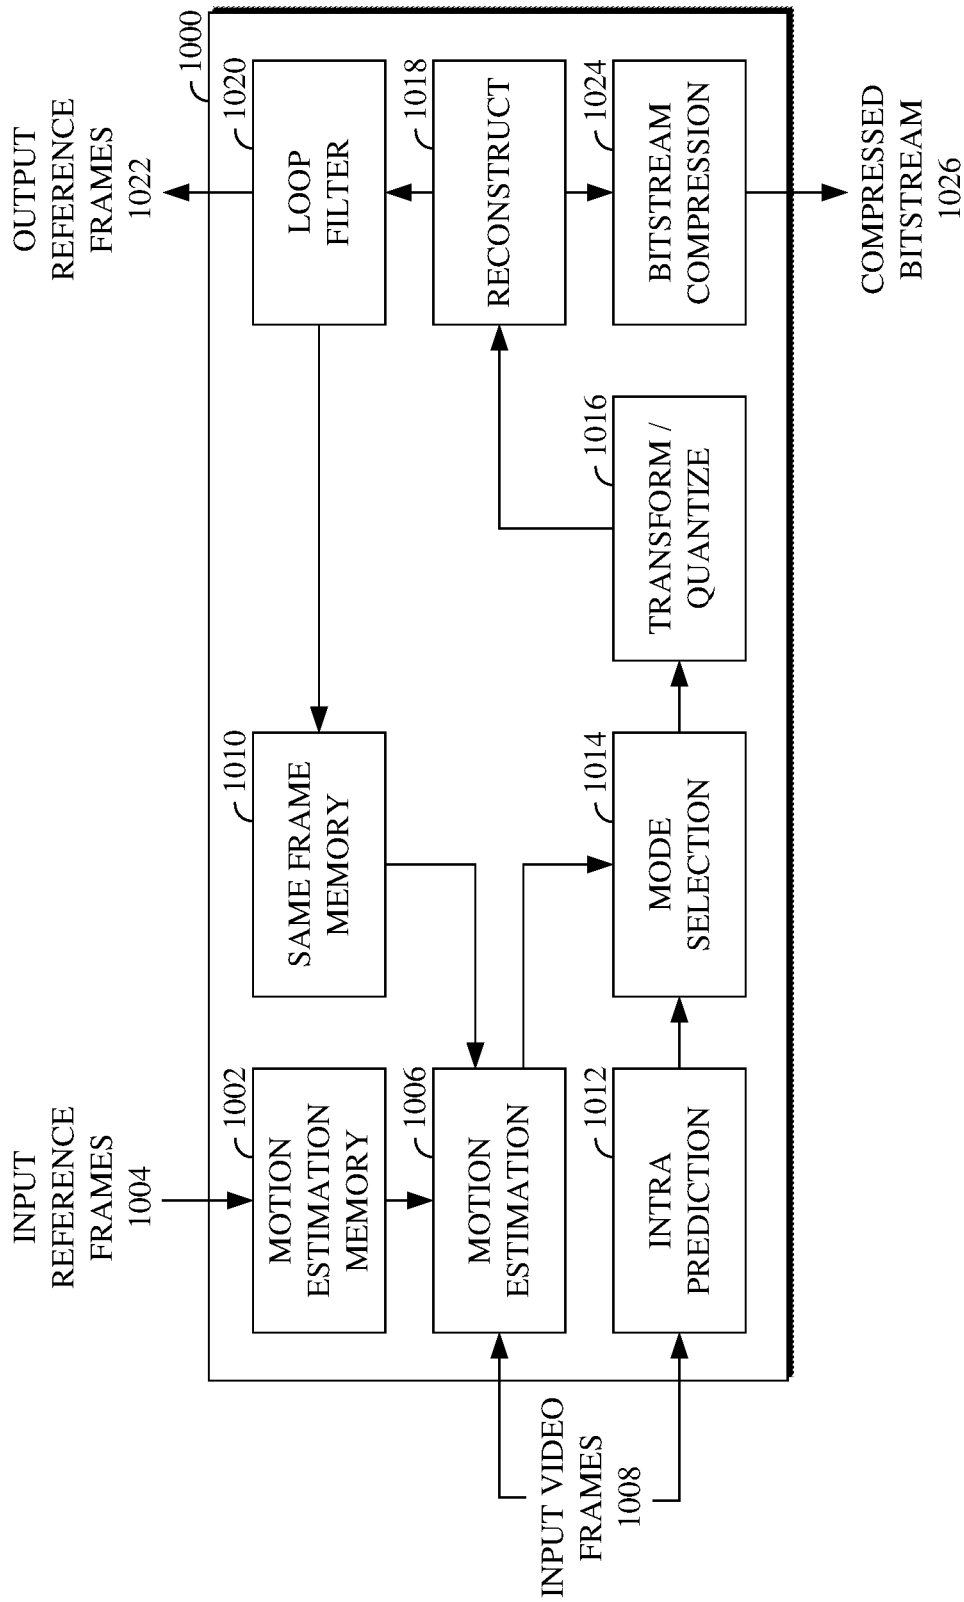 INPUT
REFERENCE
FRAMES
1004
OUTPUT
REFERENCE
FRAMES
1022
1000
1002
MOTION
ESTIMATION
MEMORY
1010
SAME FRAME
MEMORY
1020
LOOP
FILTER
1006
MOTION
ESTIMATION
1018
RECONSTRUCT
INPUT VIDEO
FRAMES
1008
1012
INTRA
PREDICTION
1014
MODE
SELECTION
1016
TRANSFORM /
QUANTIZE
1024
BITSTREAM
COMPRESSION
COMPRESSED
BITSTREAM
1026